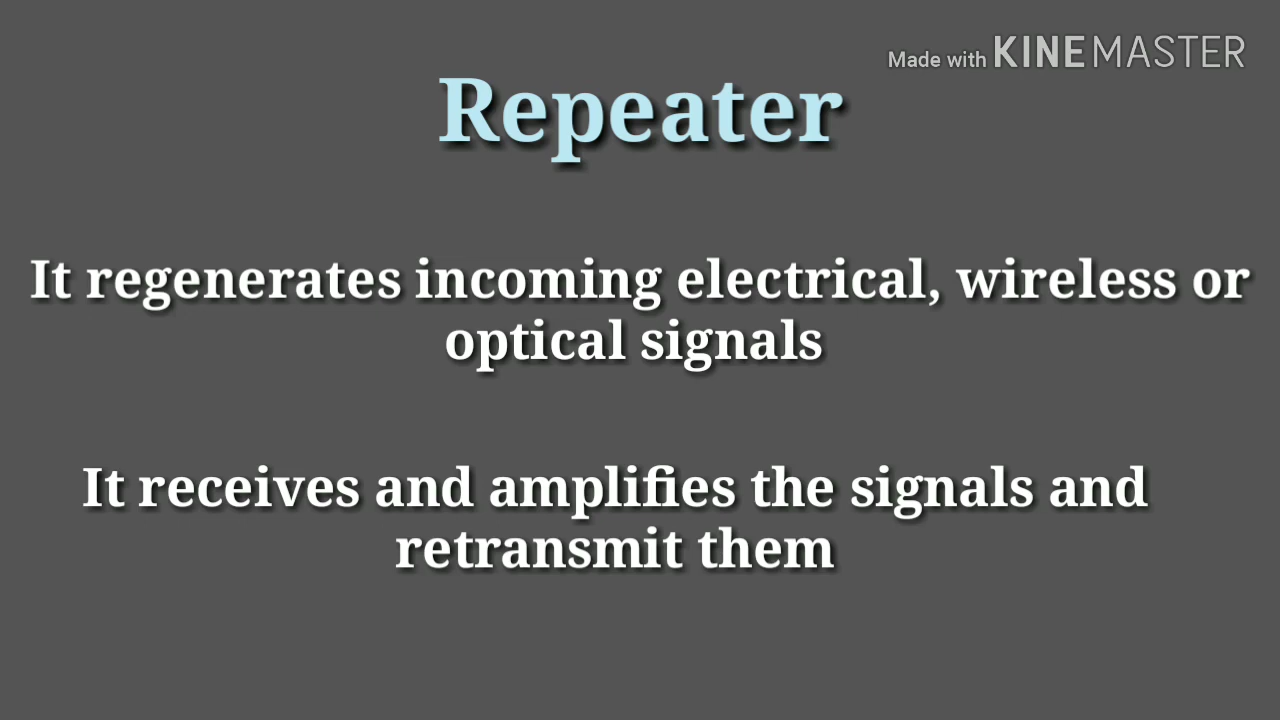 Made with KINEMASTER
Repeater
It regenerates incoming electrical, wireless or
optical signals
It receives and amplifies the signals and
retransmit them